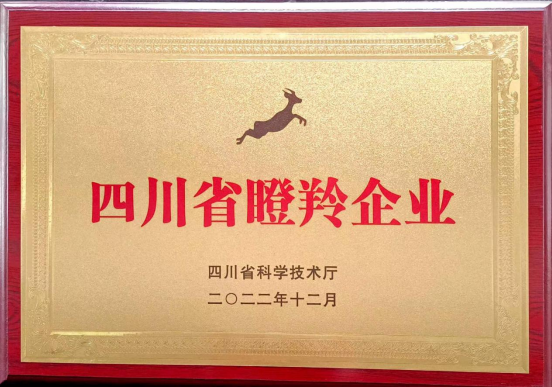 四川省瞪羚企业
四川省科学技术厅
二〇二二年十二月